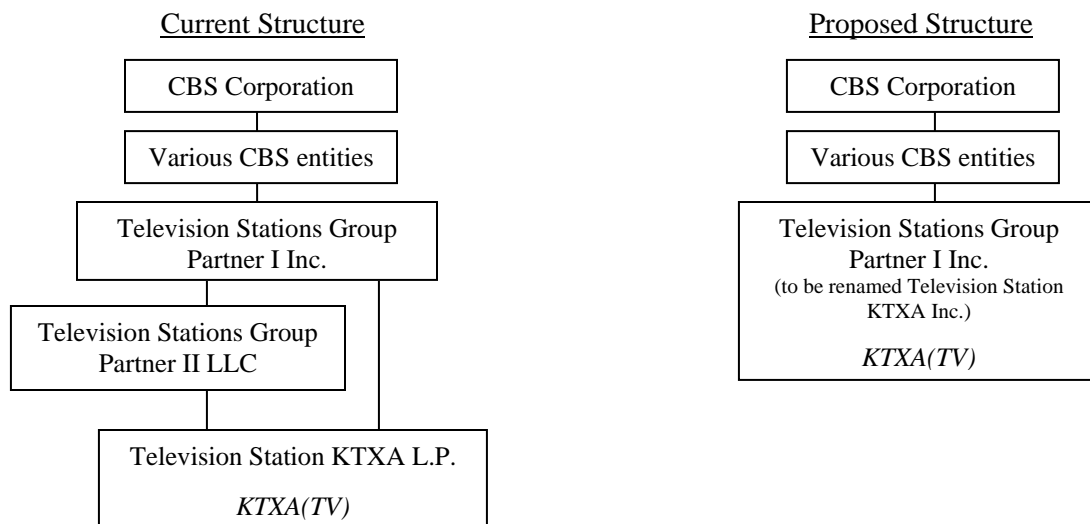 Current Structure
CBS Corporation
Various CBS entities
Television Stations Group
Partner I Inc.
Television Stations Group
Partner II LLC
Television Station KTXA L.P.
KTXA(TV)
Proposed Structure
CBS Corporation
Various CBS entities
Television Stations Group
Partner I Inc.
(to be renamed Television Station
KTXA Inc.)
KTXA(TV)